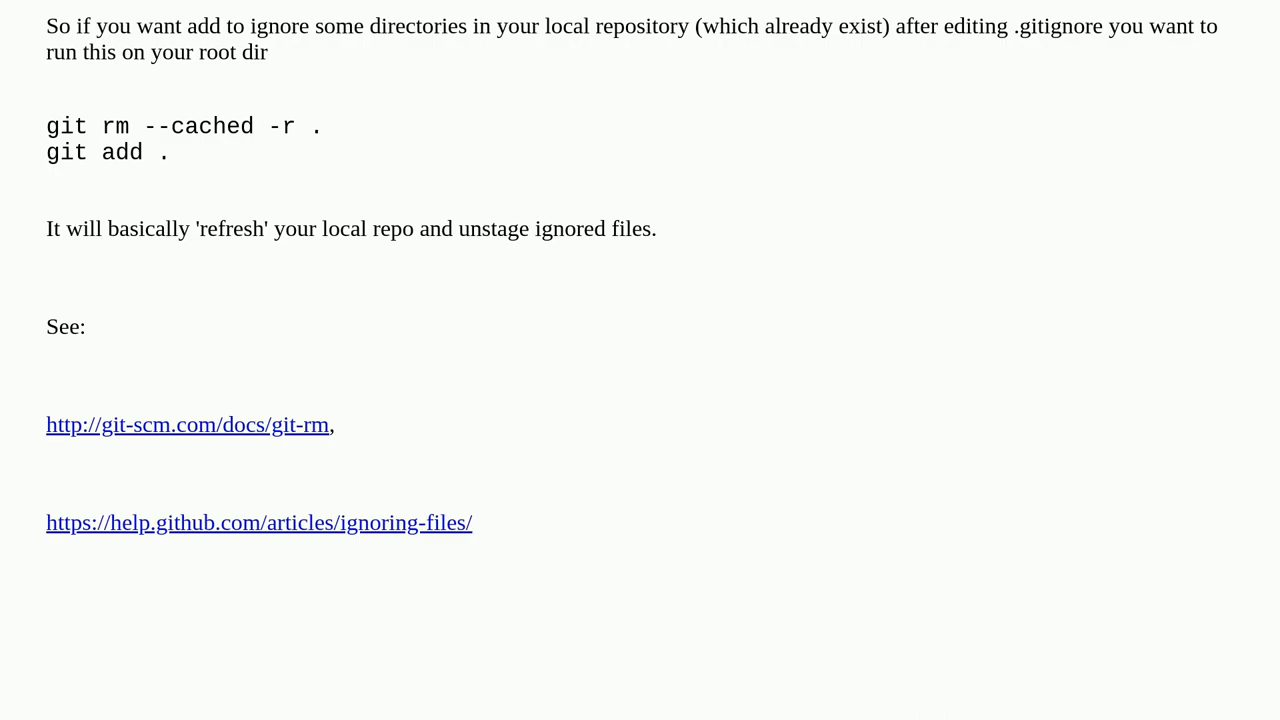 So if you want add to ignore some directories in your local repository (which already exist) after editing .gitignore you want to
run this on your root dir
git rm --cached -r .
git add .
It will basically 'refresh' your local repo and unstage ignored files.
See:
http://git-scm.com/docs/git-rm,
https://help.github.com/articles/ignoring-files/